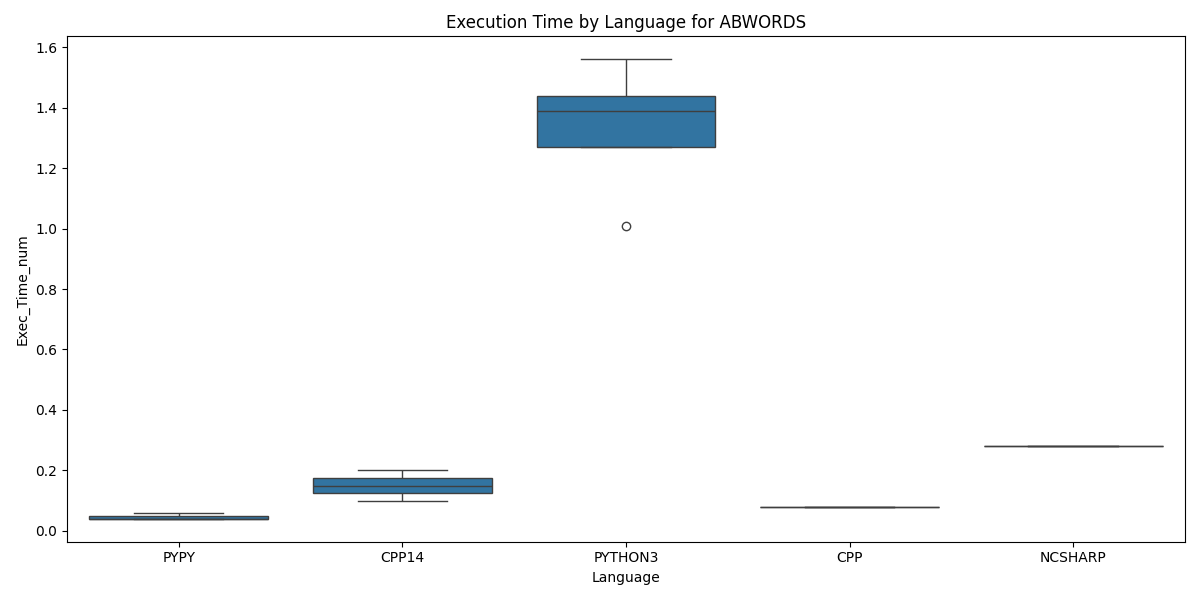 Execution Time by Language for ABWORDS
Exec_Time_num
1.6
1.4
1.2
1.0
0.8
0.6
0.4
0.2
0.0
PYPY CPP14 PYTHON3 CPP NCSHARP
Language